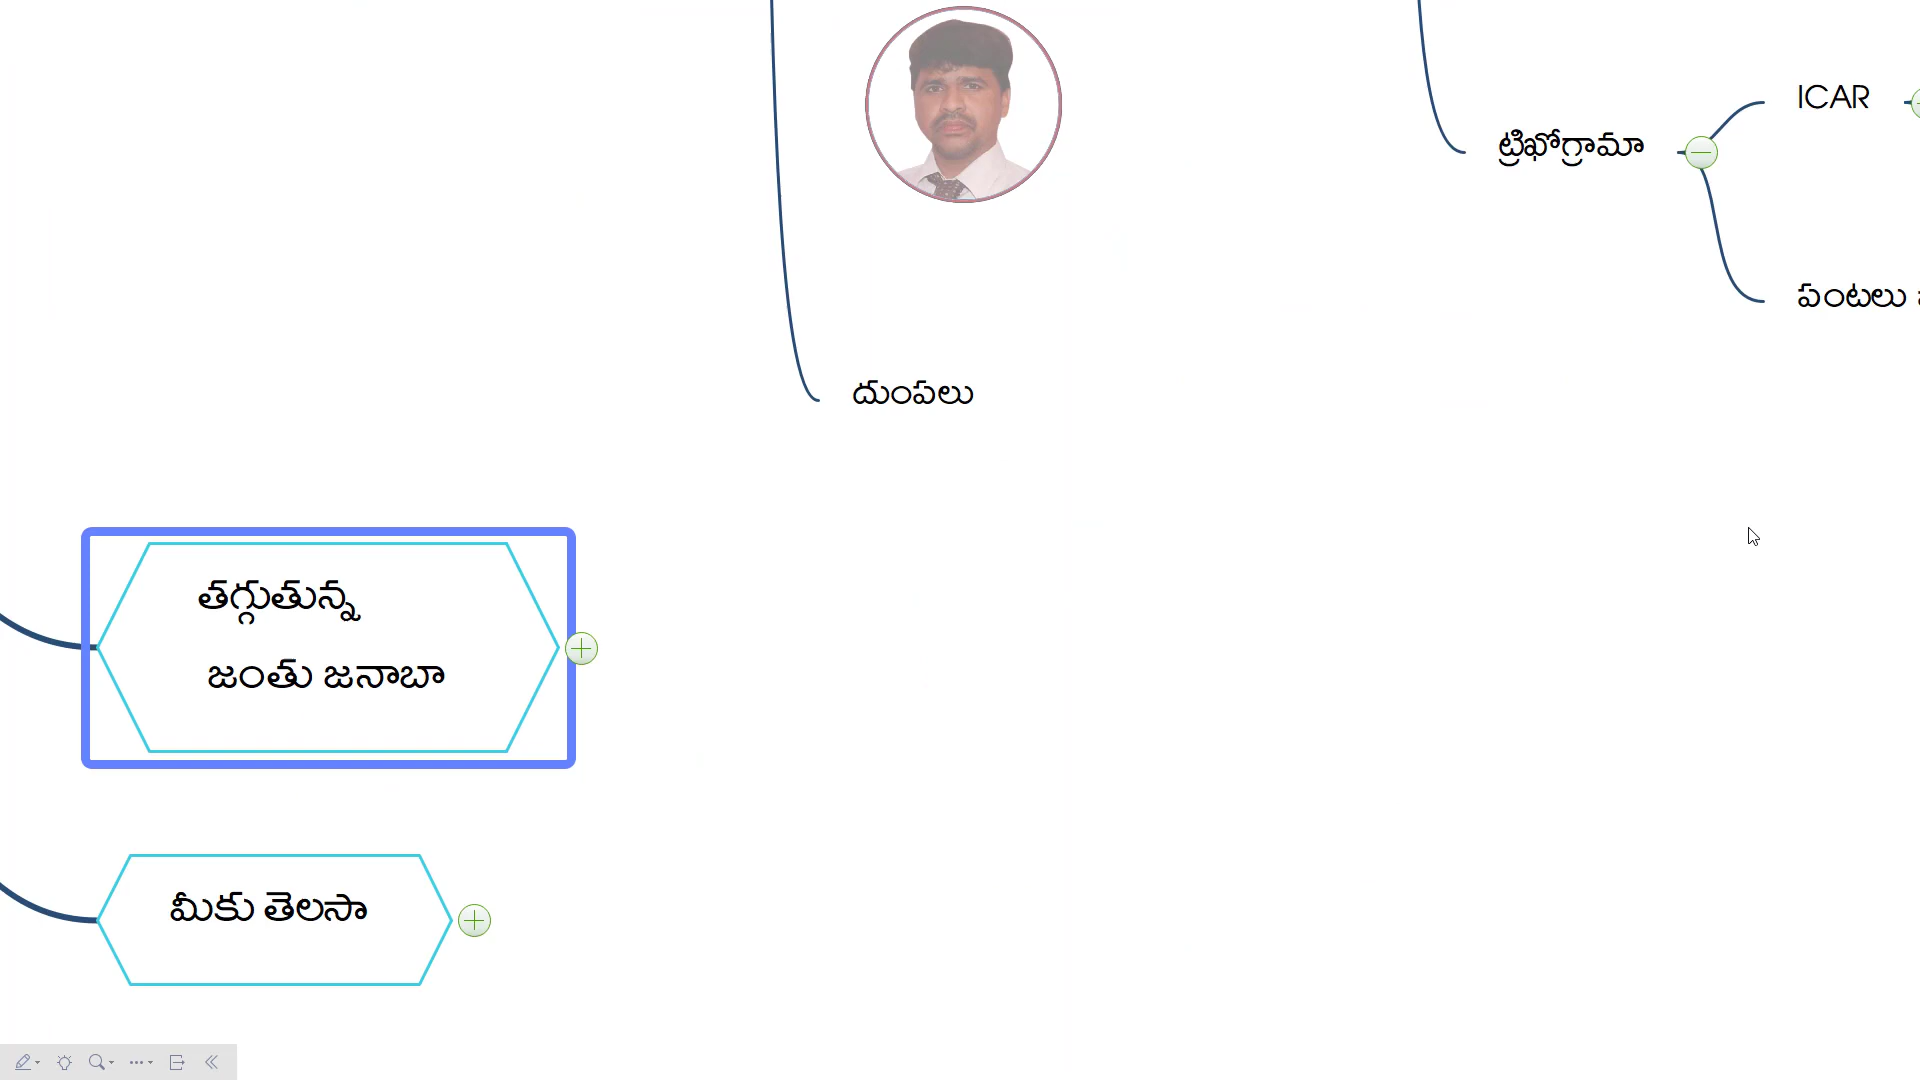 ICAR
ట్రిఖోగ్రామా
పంటలు
దుంపలు
తగ్గుతున్న
జంతు జనాబా
మీకు తెలసా